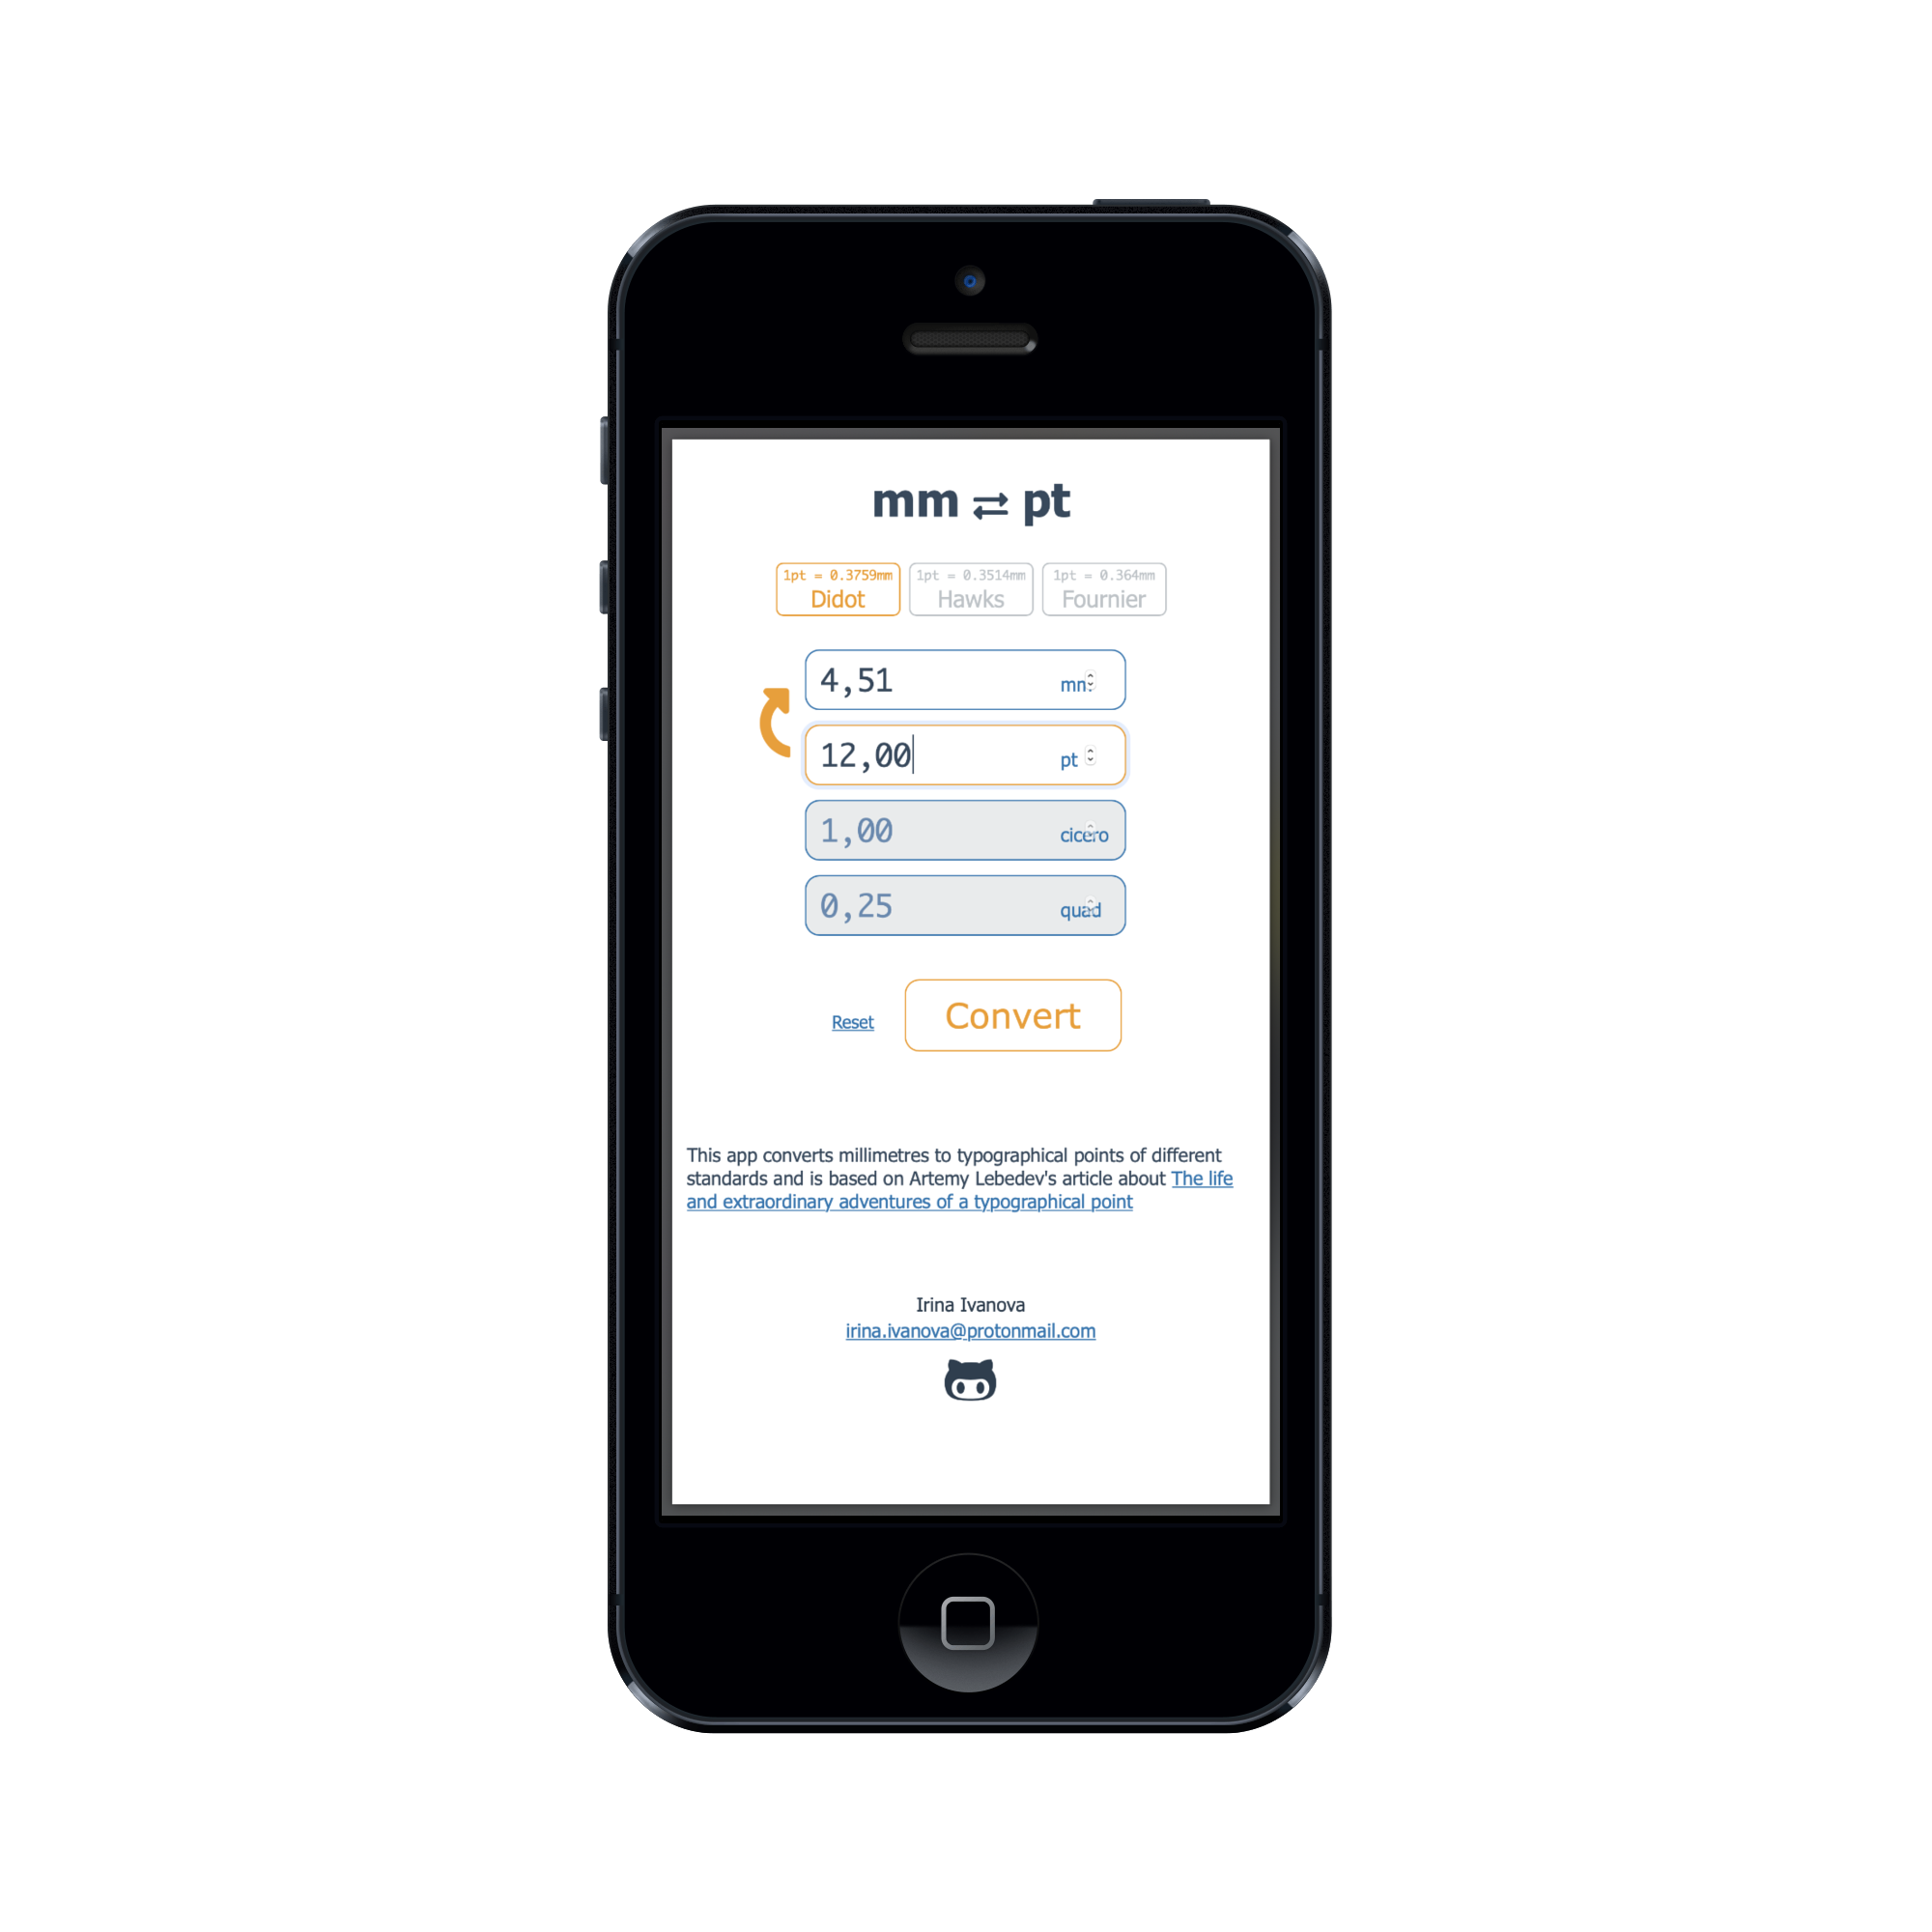 mm ⇄ pt
1pt = 0.3759mm 1pt = 0.3514mm 1pt = 0.364mm
Didot Hawks Fournier
4,51 mm
12,00 pt
1,00 cicero
0,25 quad
Reset Convert
This app converts millimetres to typographical points of different
standards and is based on Artemy Lebedev's article about The life
and extraordinary adventures of a typographical point
Irina Ivanova
irina.ivanova@protonmail.com